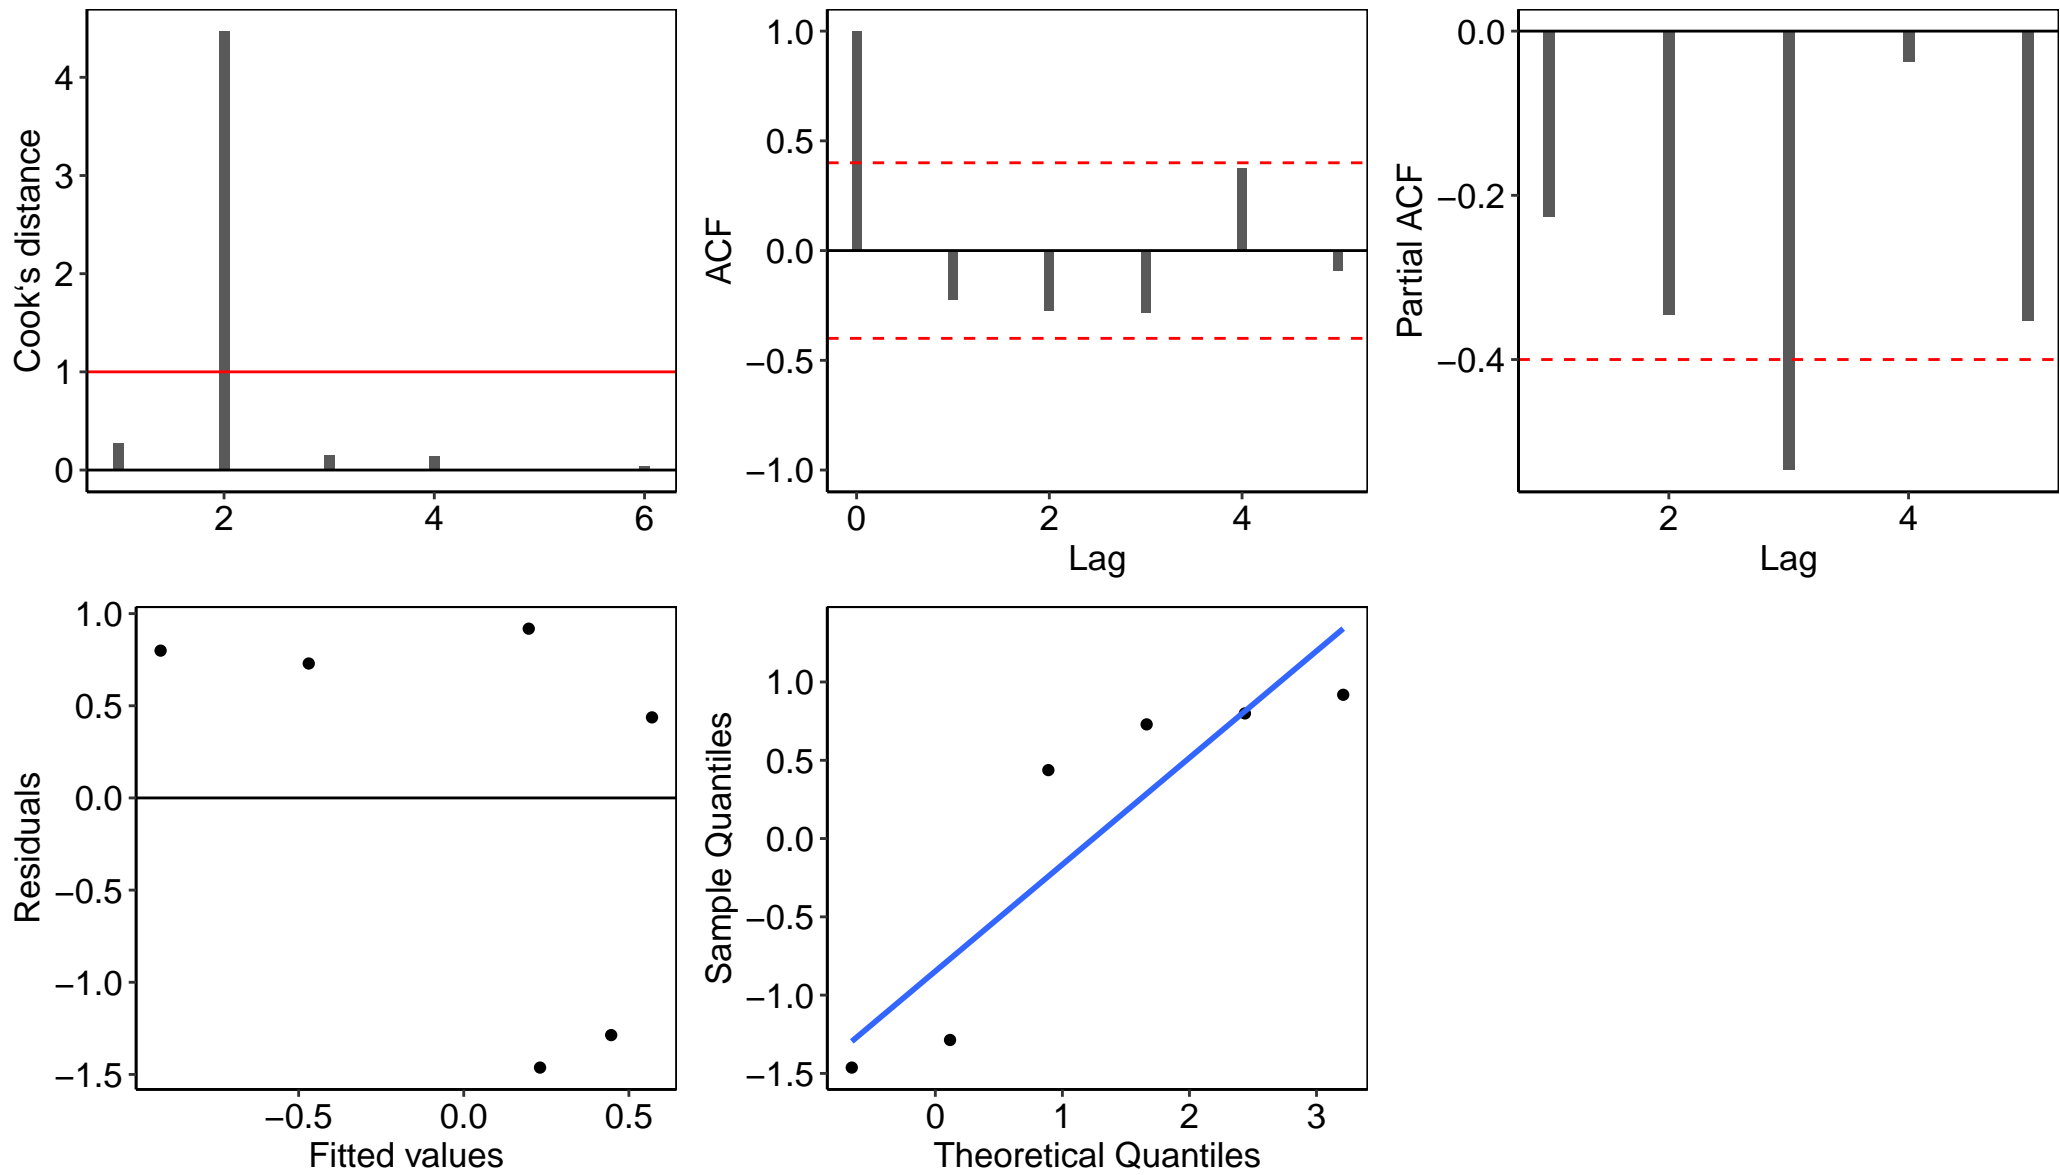 Cook‘s distance
4
3
2
1
0
2 4 6
ACF
1.0
0.5
0.0
−0.5
−1.0
0 2 4
Lag
Partial ACF
0.0
−0.2
−0.4
2 4
Lag
Residuals
1.0
0.5
0.0
−0.5
−1.0
−1.5
−0.5 0.0 0.5
Fitted values
Sample Quantiles
1.0
0.5
0.0
−0.5
−1.0
−1.5
0 1 2 3
Theoretical Quantiles